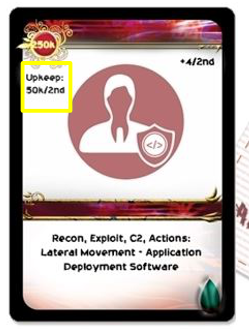 250k
+4/2nd
Upkeep:
50k/2nd
</>
Recon, Exploit, C2, Actions:
Lateral Movement - Application
Deployment Software